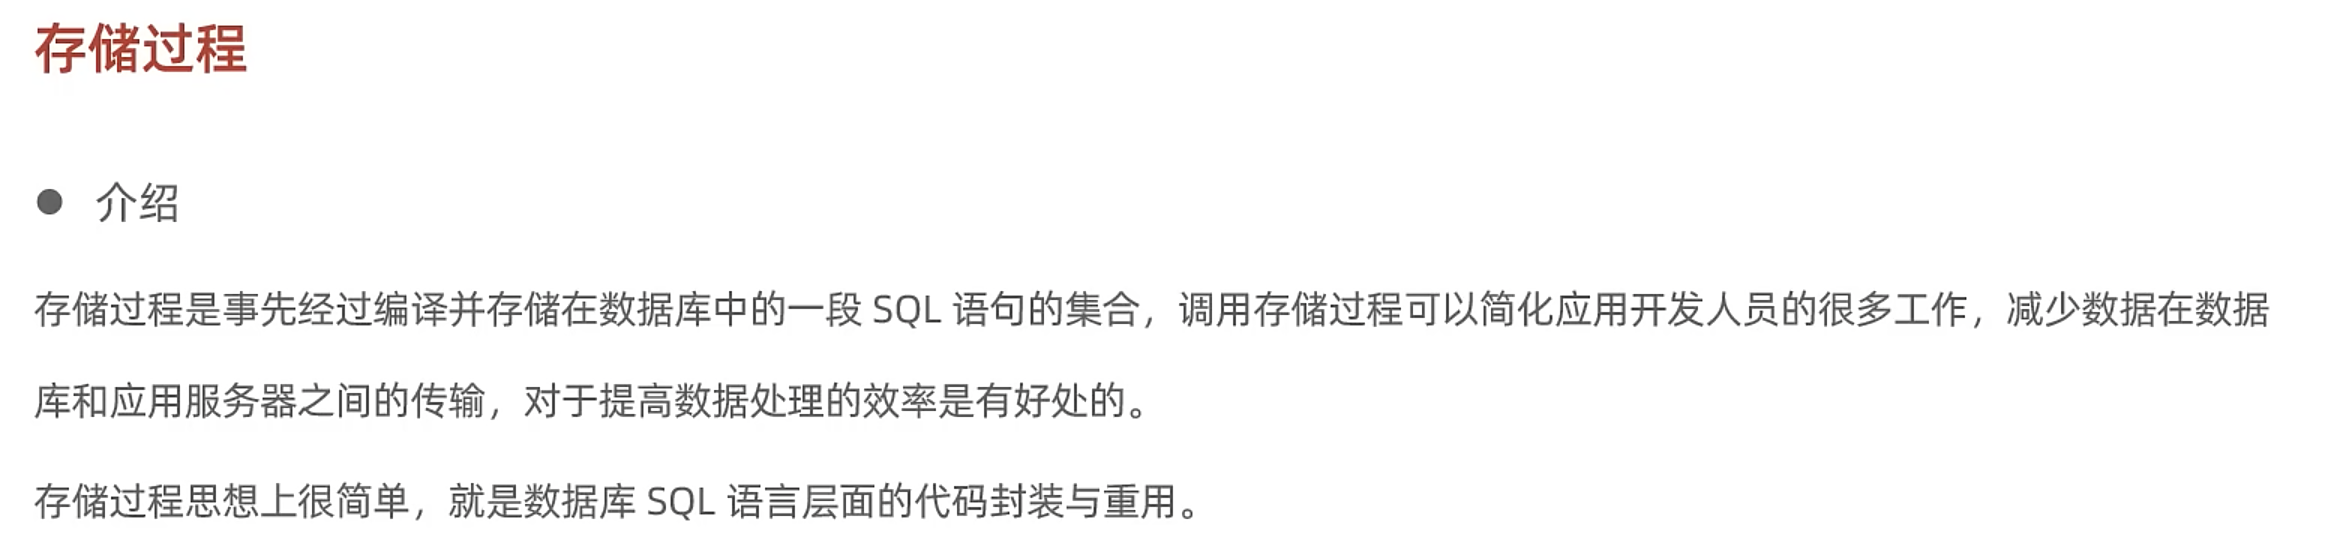 存储过程
介绍
存储过程是事先经过编译并存储在数据库中的一段 SQL 语句的集合，调用存储过程可以简化应用开发人员的很多工作，减少数据在数据
库和应用服务器之间的传输，对于提高数据处理的效率是有好处的。
存储过程思想上很简单，就是数据库 SQL 语言层面的代码封装与重用。